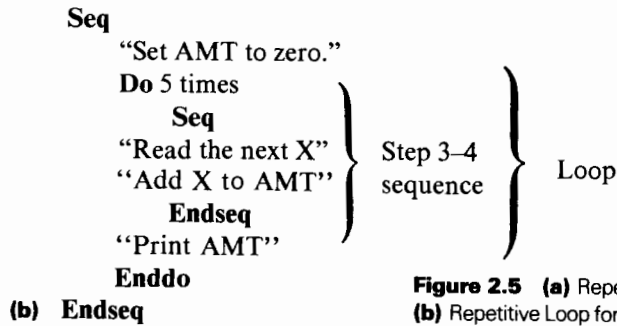 Seq
“Set AMT to zero.”
Do 5 times
Seq
“Read the next X”
“Add X to AMT”
Endseq
“Print AMT”
Enddo
(b) Endseq
Step 3–4
sequence
Loop
Figure 2.5 (a) Repe
(b) Repetitive Loop for